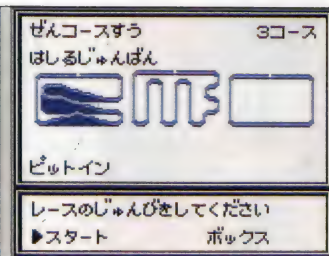 ぜんコースすう 3コース
はしるじゅんばん
ピットイン
レースのじゅんびをしてください
▶スタート ボックス